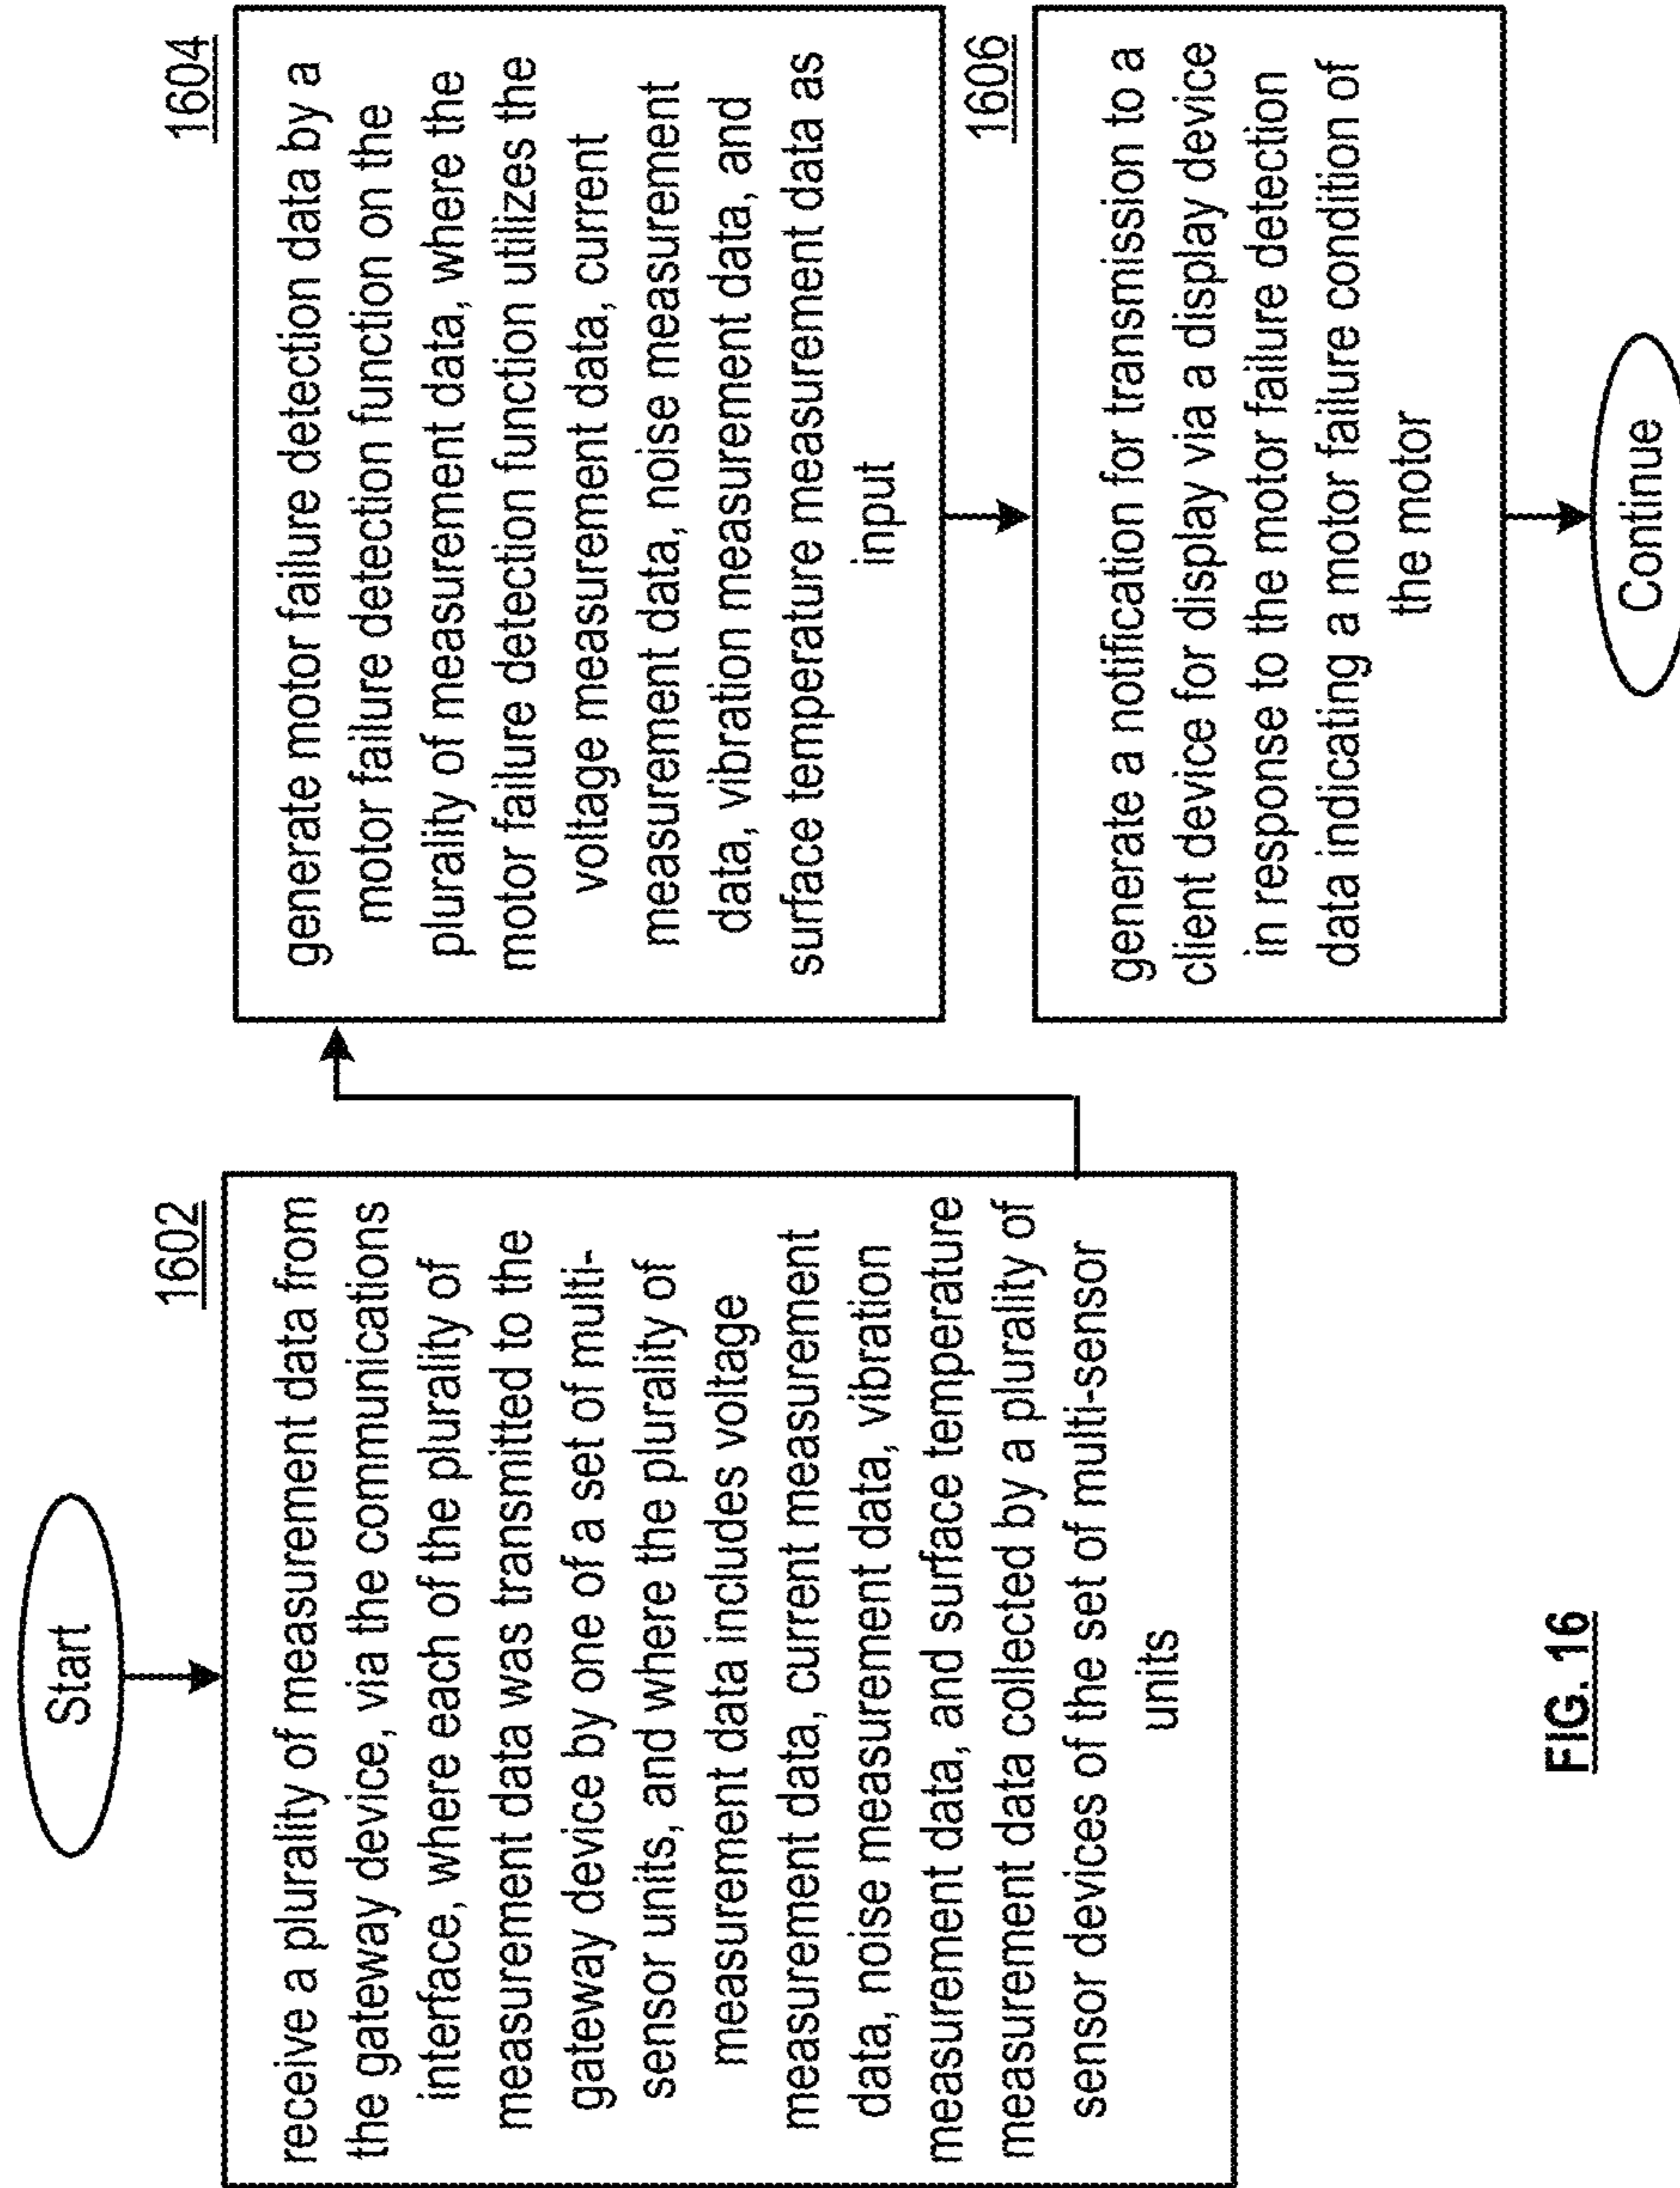 Start
1602
receive a plurality of measurement data from
the gateway device, via the communications
interface, where each of the plurality of
measurement data was transmitted to the
gateway device by one of a set of multi-
sensor units, and where the plurality of
measurement data includes voltage
measurement data, current measurement
data, noise measurement data, vibration
measurement data, and surface temperature
measurement data collected by a plurality of
sensor devices of the set of multi-sensor
units
1604
generate motor failure detection data by a
motor failure detection function on the
plurality of measurement data, where the
motor failure detection function utilizes the
voltage measurement data, current
measurement data, noise measurement
data, vibration measurement data, and
surface temperature measurement data as
input
1606
generate a notification for transmission to a
client device for display via a display device
in response to the motor failure detection
data indicating a motor failure condition of
the motor
Continue
FIG. 16